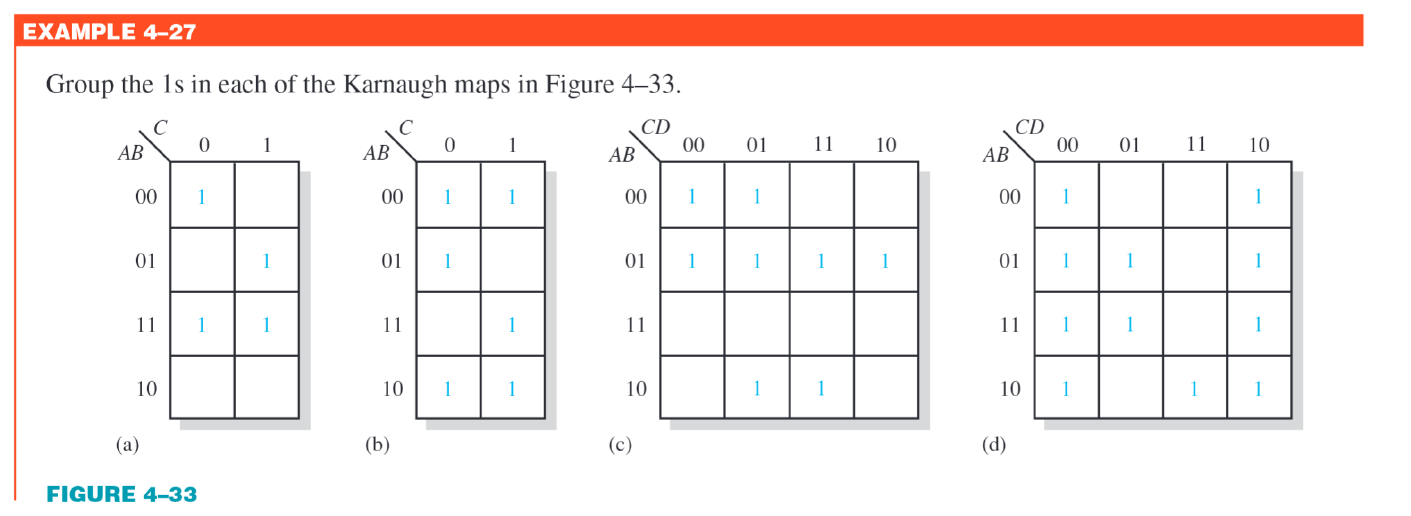 EXAMPLE 4–27
Group the 1s in each of the Karnaugh maps in Figure 4–33.
C
AB 0 1
00 1
01 1
11 1 1
10
(a)
C
AB 0 1
00 1 1
01 1
11 1
10 1 1
(b)
CD
AB 00 01 11 10
00 1 1
01 1 1 1 1
11
10 1 1
(c)
CD
AB 00 01 11 10
00 1 1
01 1 1 1
11 1 1 1
10 1 1 1
(d)
FIGURE 4–33